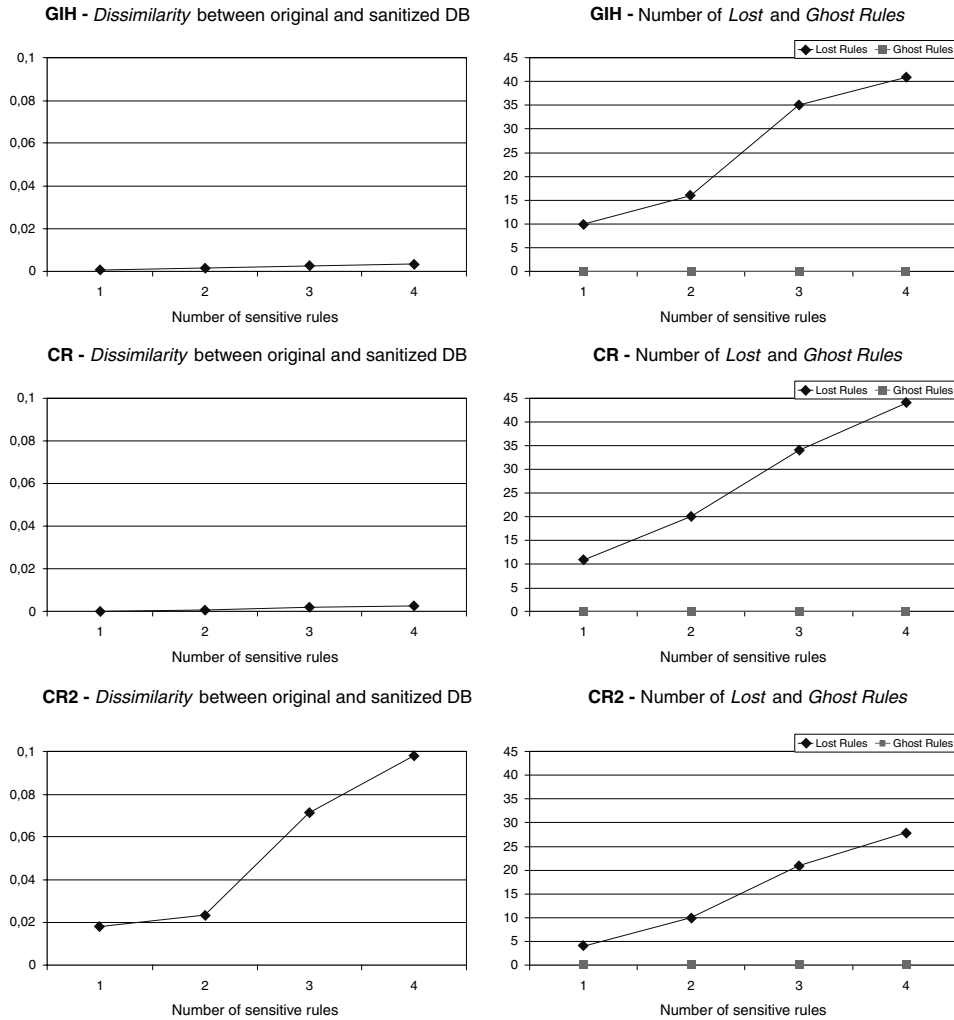 GIH - Dissimilarity between original and sanitized DB
0,1
0,08
0,06
0,04
0,02
0
1 2 3 4
Number of sensitive rules
GIH - Number of Lost and Ghost Rules
Lost Rules Ghost Rules
45
40
35
30
25
20
15
10
5
0
1 2 3 4
Number of sensitive rules
CR - Dissimilarity between original and sanitized DB
0,1
0,08
0,06
0,04
0,02
0
1 2 3 4
Number of sensitive rules
CR - Number of Lost and Ghost Rules
Lost Rules Ghost Rules
45
40
35
30
25
20
15
10
5
0
1 2 3 4
Number of sensitive rules
CR2 - Dissimilarity between original and sanitized DB
0,1
0,08
0,06
0,04
0,02
0
1 2 3 4
Number of sensitive rules
CR2 - Number of Lost and Ghost Rules
Lost Rules Ghost Rules
45
40
35
30
25
20
15
10
5
0
1 2 3 4
Number of sensitive rules